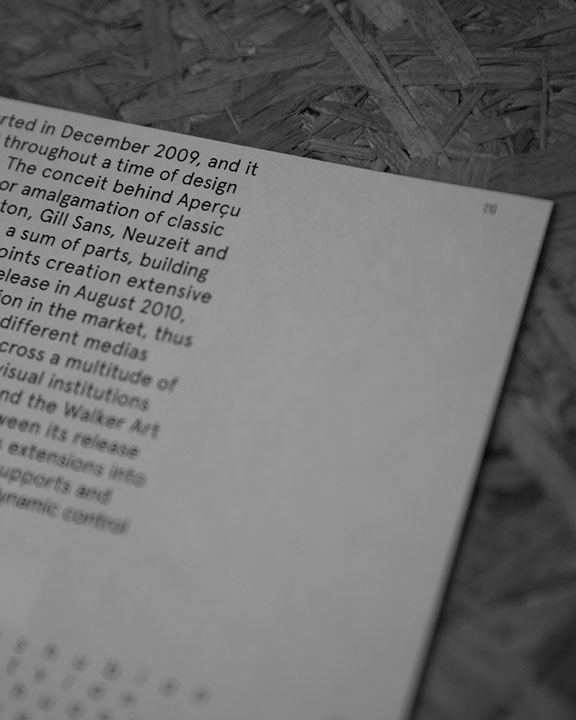 rted in December 2009, and it
throughout a time of design
The conceit behind Aperçu
or amalgamation of classic
ton, Gill Sans, Neuzeit and
a sum of parts, building
oints creation extensive
elease in August 2010,
ion in the market, thus
different medias
cross a multitude of
visual institutions
nd the Walker Art
ween its release
extensions into
upports and
ynamic control